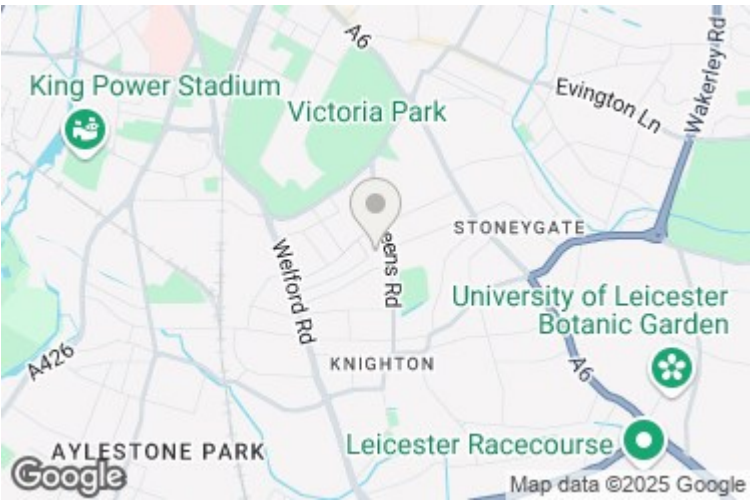 A6
King Power Stadium
Victoria Park
Evington Ln
Wakerley Rd
STONEYGATE
Welford Rd
eens Rd
University of Leicester
Botanic Garden
A426
KNIGHTON
A6
AYLESTONE PARK
Leicester Racecourse
Google
Map data ©2025 Google